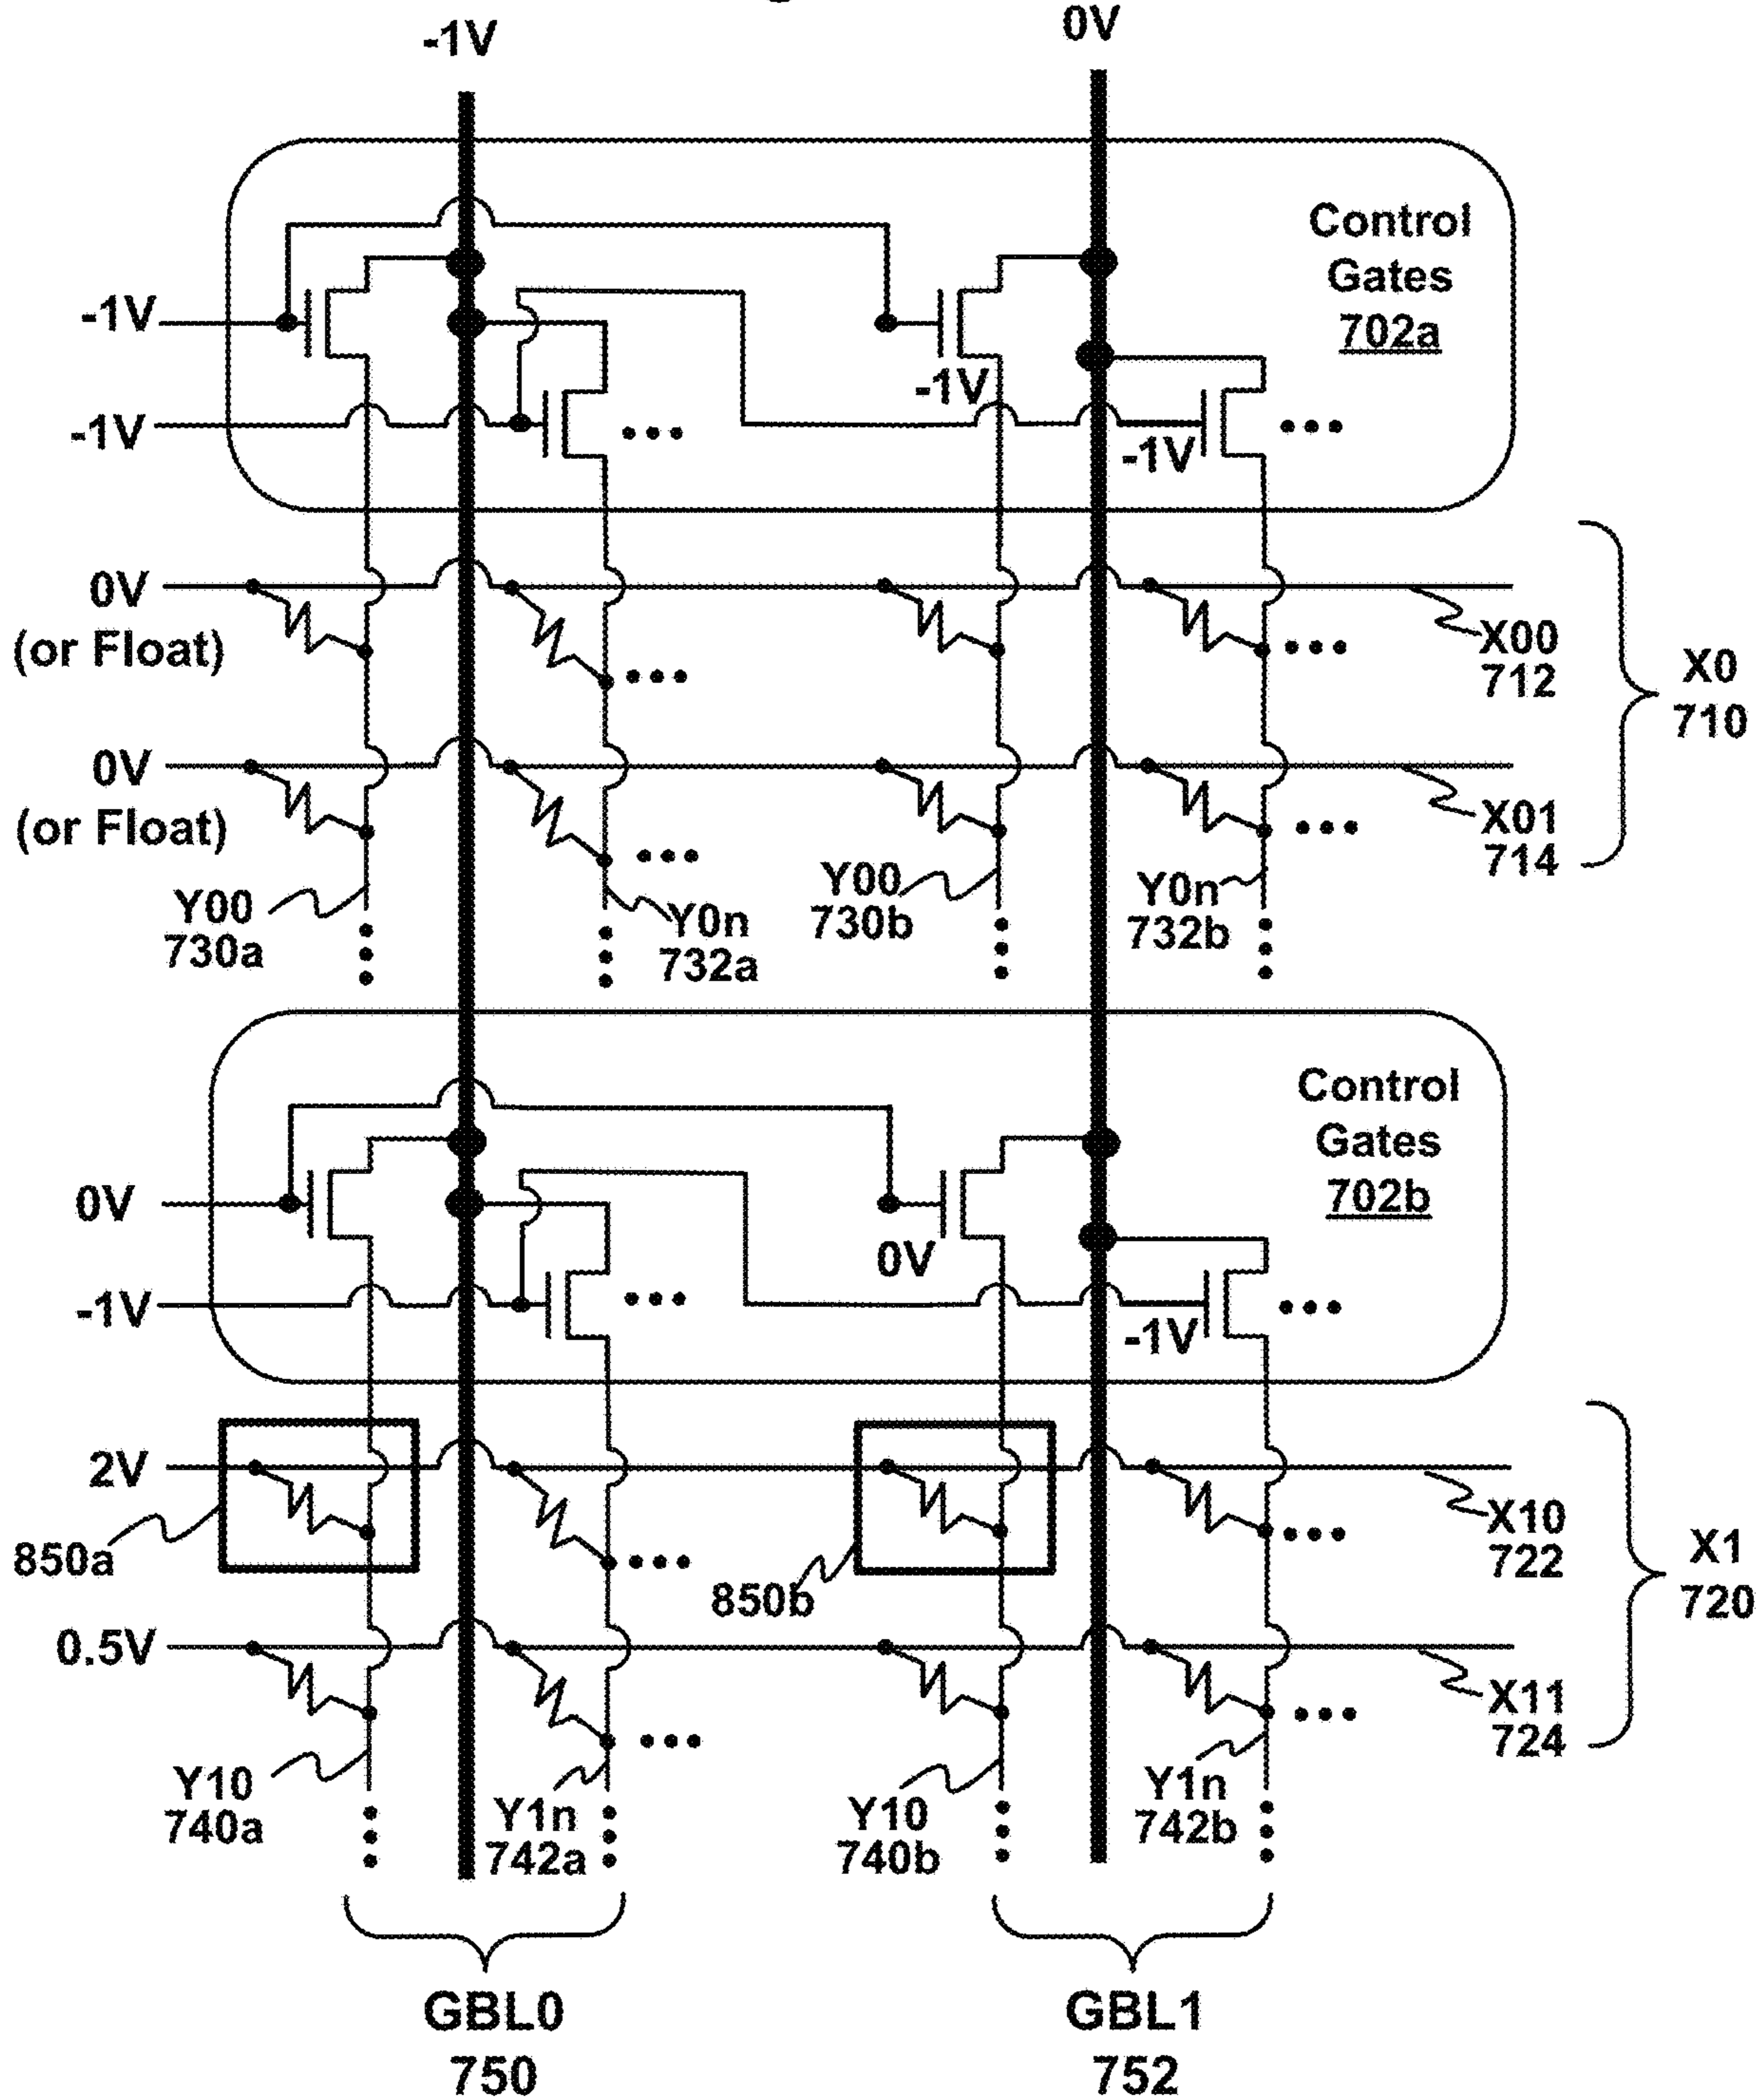 -1V
0V
Control
Gates
702a
-1V
-1V
-1V
-1V
0V
(or Float)
X00
712
X0
710
0V
(or Float)
X01
714
Y00
730a
Y0n
732a
Y00
730b
Y0n
732b
Control
Gates
702b
0V
0V
-1V
-1V
2V
850a
850b
X10
722
X1
720
0.5V
X11
724
Y10
740a
Y1n
742a
Y10
740b
Y1n
742b
GBL0
750
GBL1
752